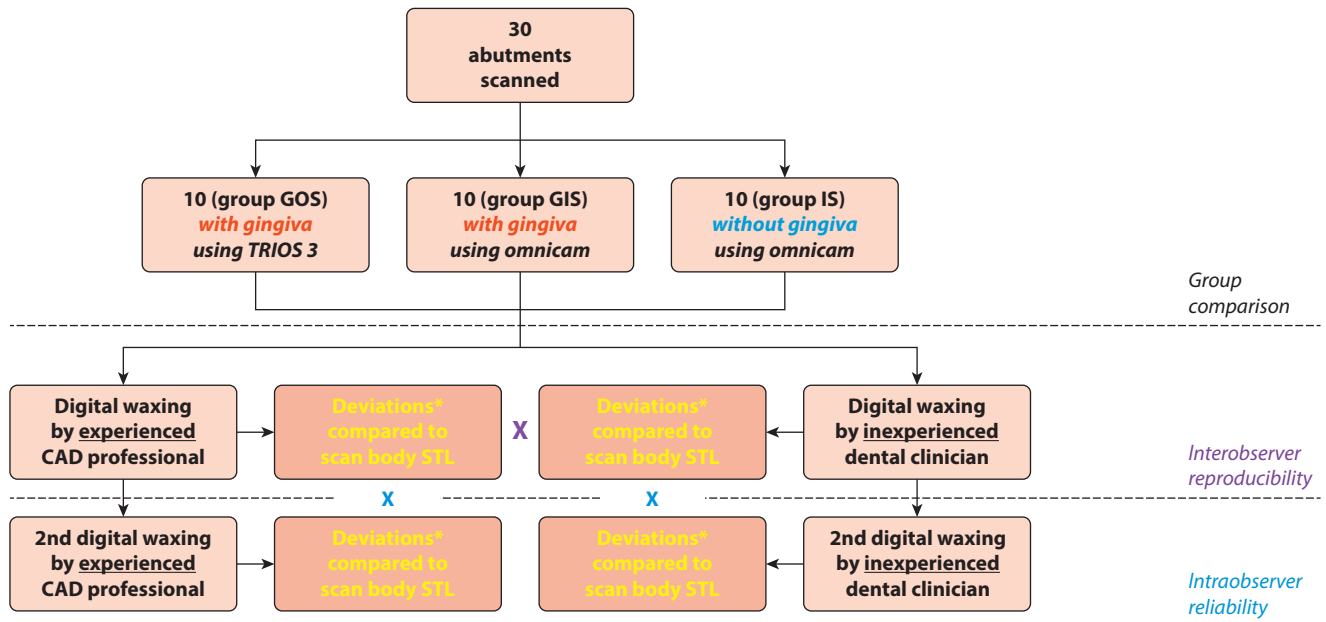 30
abutments
scanned
10 (group GOS)
with gingiva
using TRIOS 3
10 (group GIS)
with gingiva
using omnicam
10 (group IS)
without gingiva
using omnicam
Group
comparison
Digital waxing
by experienced
CAD professional
Deviations*
compared to
scan body STL
X
Deviations*
compared to
scan body STL
Digital waxing
by inexperienced
dental clinician
Interobserver
reproducibility
X
X
2nd digital waxing
by experienced
CAD professional
Deviations*
compared to
scan body STL
Deviations*
compared to
scan body STL
2nd digital waxing
by inexperienced
dental clinician
Intraobserver
reliability